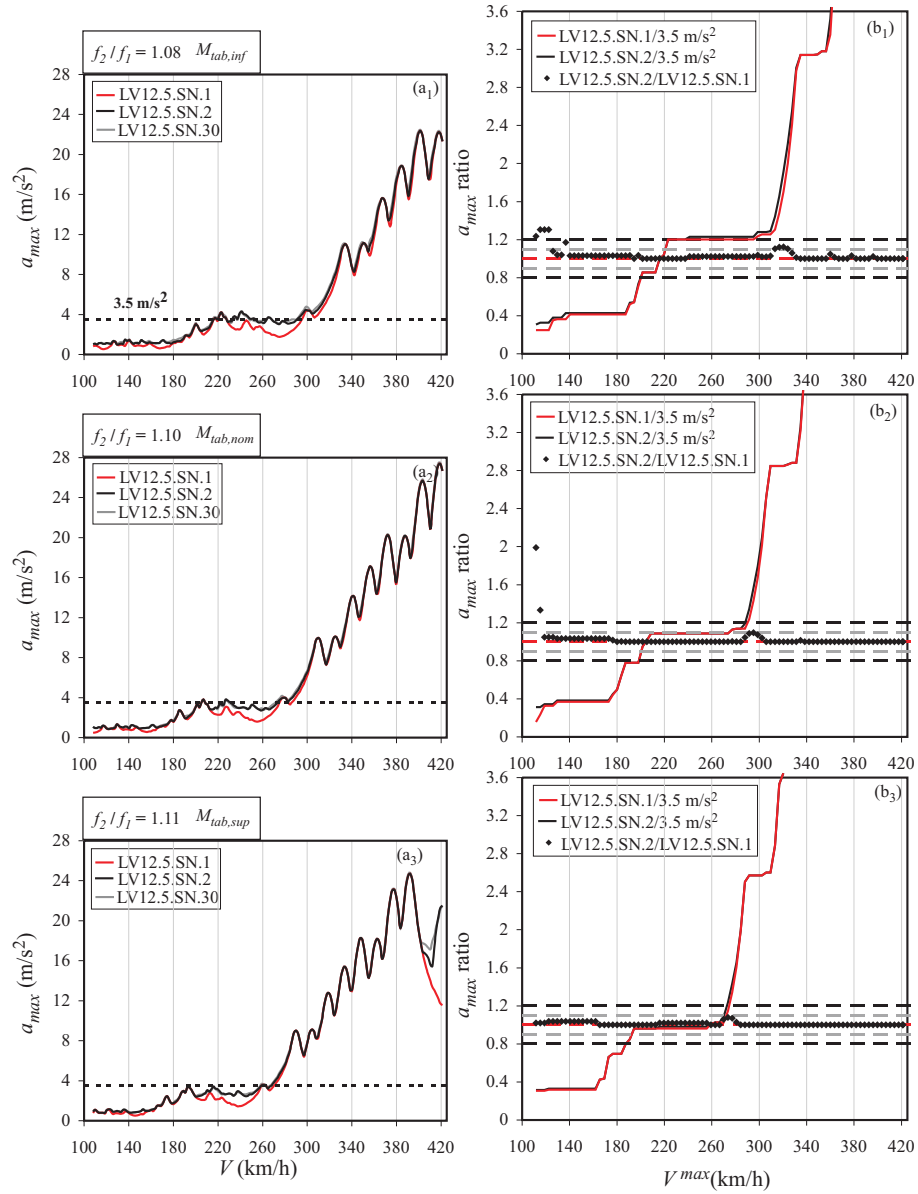 f2 / f1 = 1.08 Mtab,inf
28
24
20
16
12
8
4
0
amax (m/s²)
(a1)
LV12.5.SN.1
LV12.5.SN.2
LV12.5.SN.30
3.5 m/s²
100 140 180 220 260 300 340 380 420
3.6
3.2
2.8
2.4
2
1.6
1.2
0.8
0.4
0
amax ratio
(b1)
LV12.5.SN.1/3.5 m/s²
LV12.5.SN.2/3.5 m/s²
LV12.5.SN.2/LV12.5.SN.1
100 140 180 220 260 300 340 380 420
f2 / f1 = 1.10 Mtab,nom
28
24
20
16
12
8
4
0
amax (m/s²)
(a2)
LV12.5.SN.1
LV12.5.SN.2
LV12.5.SN.30
100 140 180 220 260 300 340 380 420
3.6
3.2
2.8
2.4
2
1.6
1.2
0.8
0.4
0
amax ratio
(b2)
LV12.5.SN.1/3.5 m/s²
LV12.5.SN.2/3.5 m/s²
LV12.5.SN.2/LV12.5.SN.1
100 140 180 220 260 300 340 380 420
f2 / f1 = 1.11 Mtab,sup
28
24
20
16
12
8
4
0
amax (m/s²)
(a3)
LV12.5.SN.1
LV12.5.SN.2
LV12.5.SN.30
100 140 180 220 260 300 340 380 420
V (km/h)
3.6
3.2
2.8
2.4
2
1.6
1.2
0.8
0.4
0
amax ratio
(b3)
LV12.5.SN.1/3.5 m/s²
LV12.5.SN.2/3.5 m/s²
LV12.5.SN.2/LV12.5.SN.1
100 140 180 220 260 300 340 380 420
Vmax(km/h)